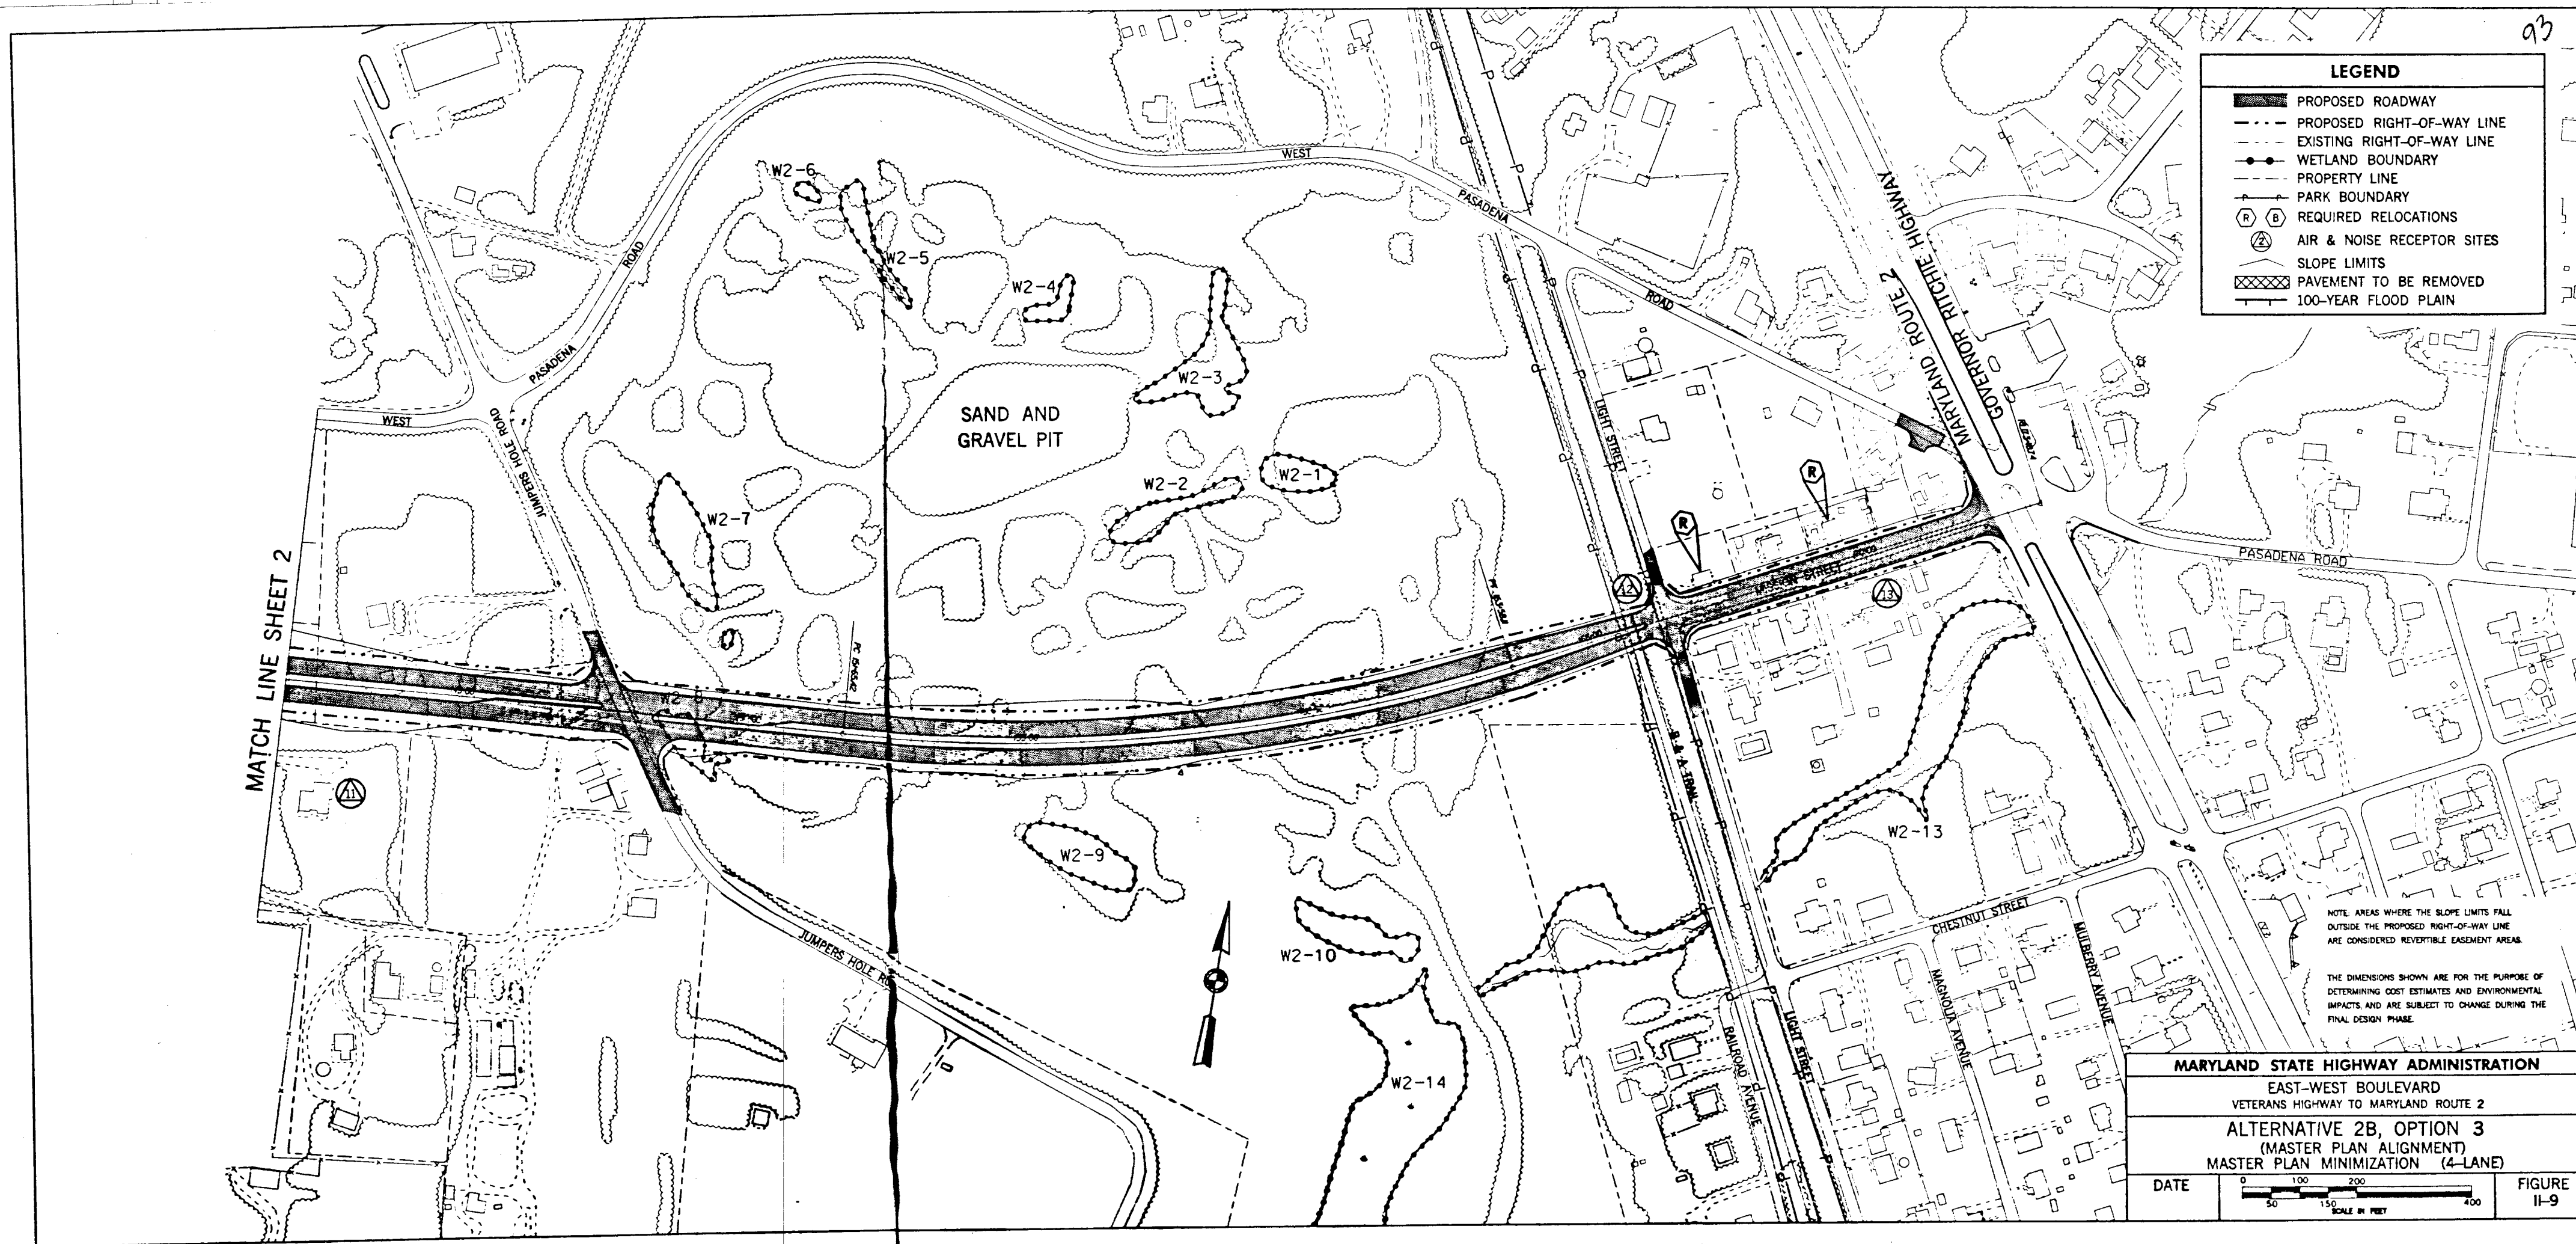 93
LEGEND
PROPOSED ROADWAY
PROPOSED RIGHT-OF-WAY LINE
EXISTING RIGHT-OF-WAY LINE
WETLAND BOUNDARY
PROPERTY LINE
P P PARK BOUNDARY
R B REQUIRED RELOCATIONS
2 AIR & NOISE RECEPTOR SITES
SLOPE LIMITS
PAVEMENT TO BE REMOVED
100-YEAR FLOOD PLAIN
WEST
PASADENA
ROAD
MARYLAND ROUTE 2
GOVERNOR RITCHIE HIGHWAY
W2-6
W2-5
W2-4
W2-3
ROAD
PASADENA
WEST
JUMPERS HOLE ROAD
SAND AND
GRAVEL PIT
W2-2
W2-1
W2-7
LIGHT STREET
R
R
12
13
PASADENA ROAD
MATCH LINE SHEET 2
11
B & A TRAIL
W2-9
W2-10
W2-13
W2-14
CHESTNUT STREET
MULBERRY AVENUE
MAGNOLIA AVENUE
JUMPERS HOLE
RAILROAD AVENUE
LIGHT STREET
NOTE: AREAS WHERE THE SLOPE LIMITS FALL
OUTSIDE THE PROPOSED RIGHT-OF-WAY LINE
ARE CONSIDERED REVERTIBLE EASEMENT AREAS.
THE DIMENSIONS SHOWN ARE FOR THE PURPOSE OF
DETERMINING COST ESTIMATES AND ENVIRONMENTAL
IMPACTS, AND ARE SUBJECT TO CHANGE DURING THE
FINAL DESIGN PHASE.
MARYLAND STATE HIGHWAY ADMINISTRATION
EAST-WEST BOULEVARD
VETERANS HIGHWAY TO MARYLAND ROUTE 2
ALTERNATIVE 2B, OPTION 3
(MASTER PLAN ALIGNMENT)
MASTER PLAN MINIMIZATION (4-LANE)
DATE
0 100 200
50 150 400
SCALE IN FEET
FIGURE
II-9